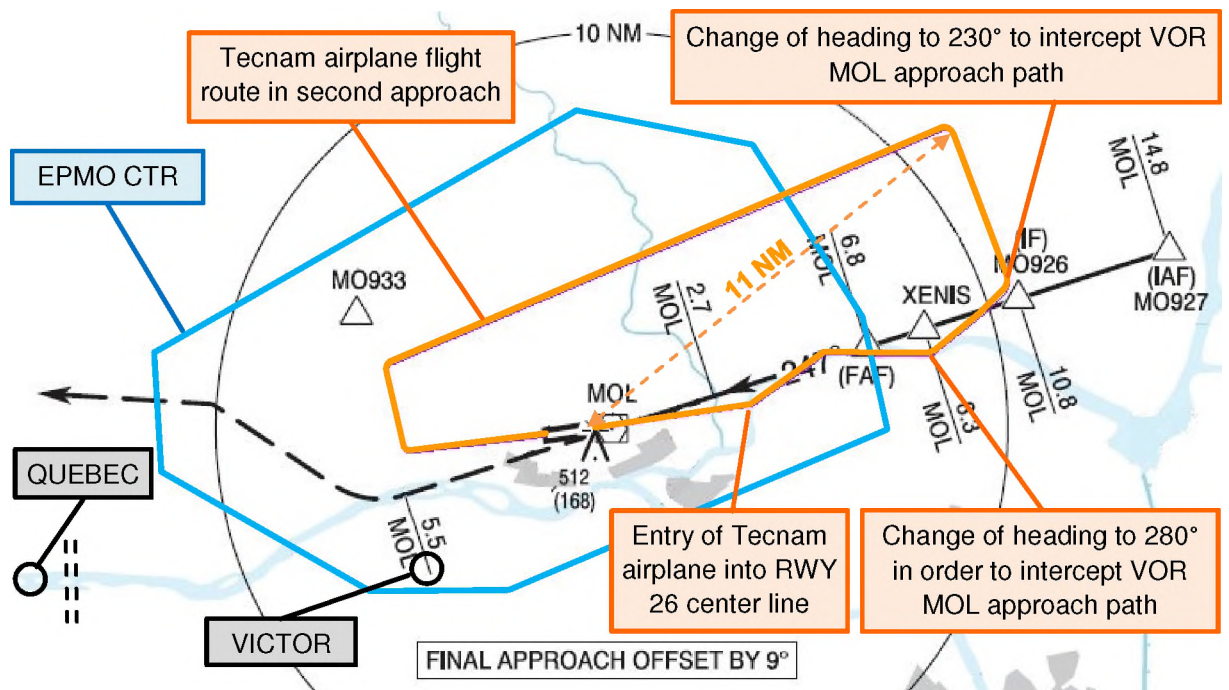 10 NM
Tecnam airplane flight
route in second approach
Change of heading to 230° to intercept VOR
MOL approach path
EPMO CTR
14.8
MOL
MO933
11 NM
6.8
MOL
(IF)
MO926
(IAF)
MO927
XENIS
2.7
MOL
(FAF)
MOL
10.8
MOL
MOL
512
(168)
5.5
MOL
QUEBEC
VICTOR
Entry of Tecnam
airplane into RWY
26 center line
Change of heading to 280°
in order to intercept VOR
MOL approach path
FINAL APPROACH OFFSET BY 9°